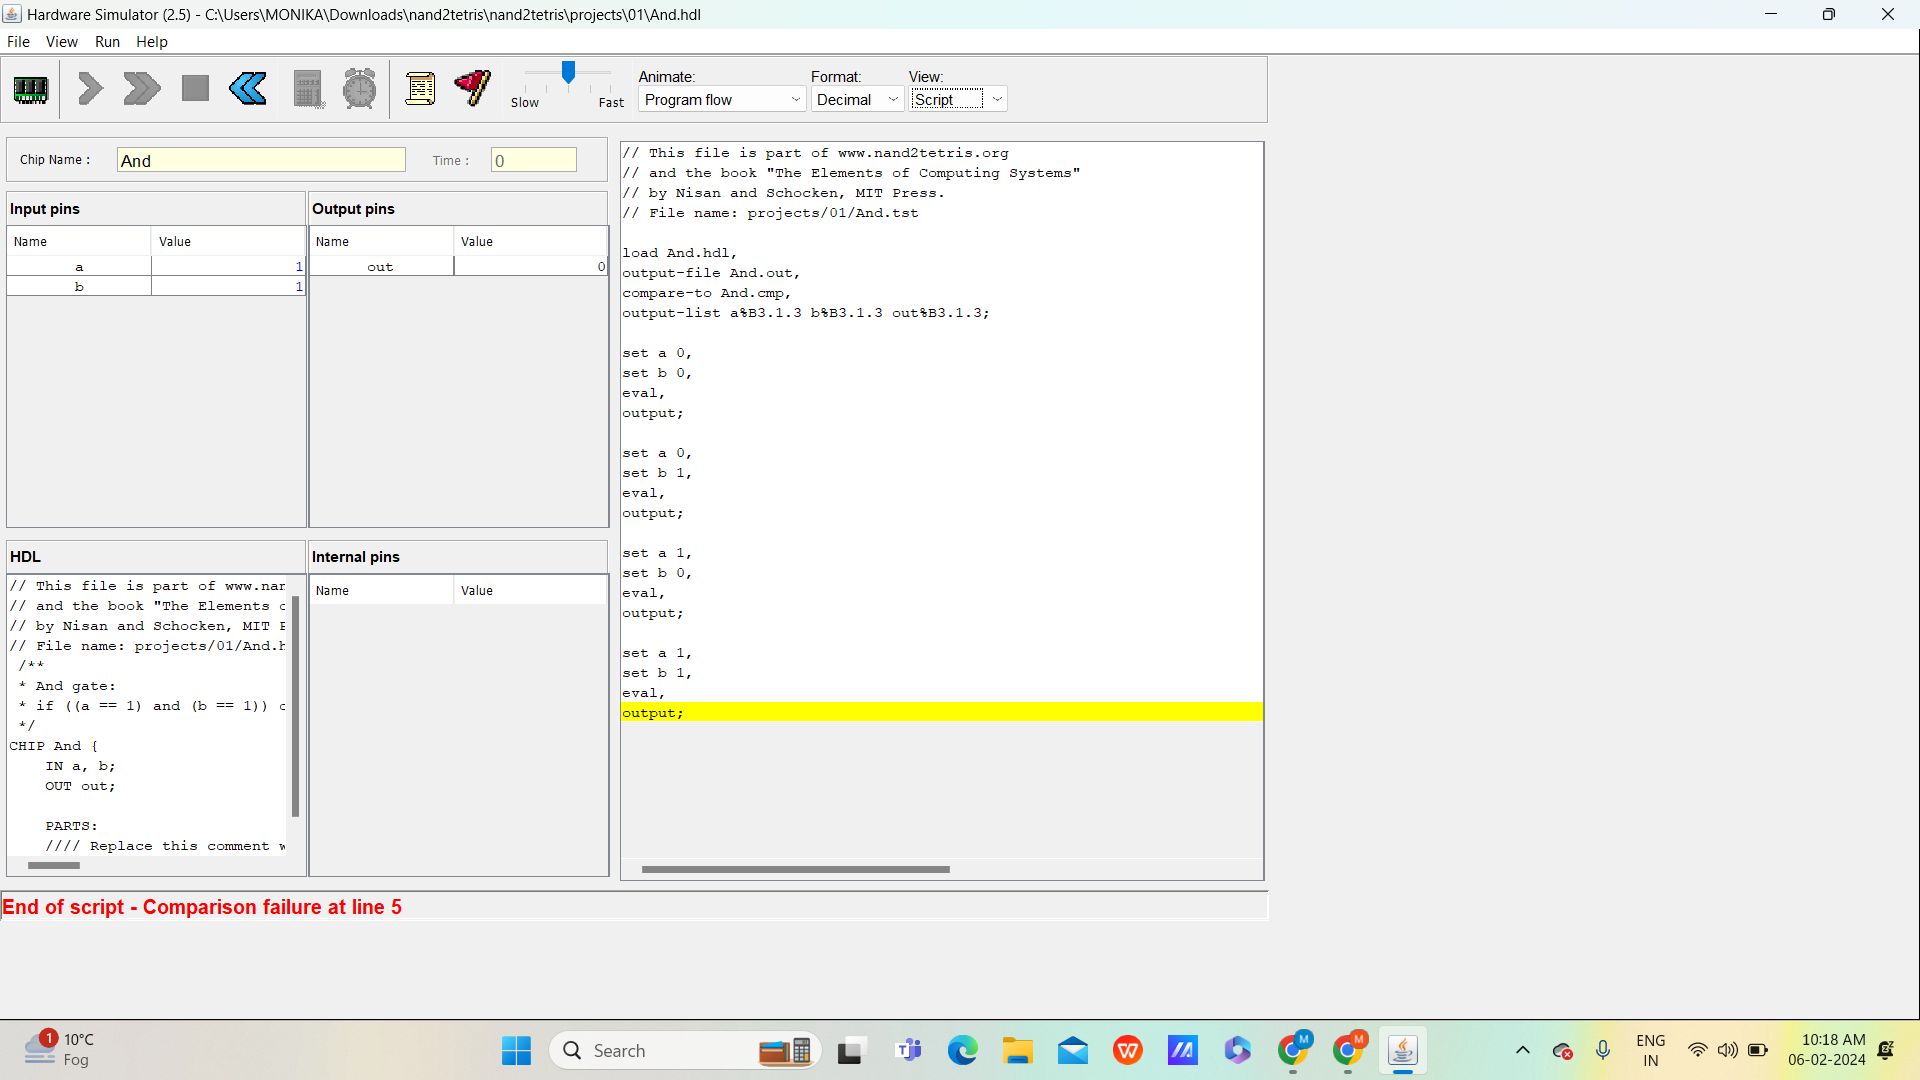 Hardware Simulator (2.5) - C:\Users\MONIKA\Downloads\nand2tetris\nand2tetris\projects\01\And.hdl
File View Run Help
Slow Fast
Animate: Format: View:
Program flow Decimal Script
Chip Name : And Time : 0
Input pins
Name Value
a 1
b 1
Output pins
Name Value
out 0
HDL
// This file is part of www.nan
// and the book "The Elements
// by Nisan and Schocken, MIT
// File name: projects/01/And.h
/**
* And gate:
* if ((a == 1) and (b == 1))
*/
CHIP And {
IN a, b;
OUT out;
PARTS:
//// Replace this comment
Internal pins
Name Value
// This file is part of www.nand2tetris.org
// and the book "The Elements of Computing Systems"
// by Nisan and Schocken, MIT Press.
// File name: projects/01/And.tst
load And.hdl,
output-file And.out,
compare-to And.cmp,
output-list a%B3.1.3 b%B3.1.3 out%B3.1.3;
set a 0,
set b 0,
eval,
output;
set a 0,
set b 1,
eval,
output;
set a 1,
set b 0,
eval,
output;
set a 1,
set b 1,
eval,
output;
End of script - Comparison failure at line 5
1
10°C
Fog
Search
M
M
ENG
IN
10:18 AM
06-02-2024